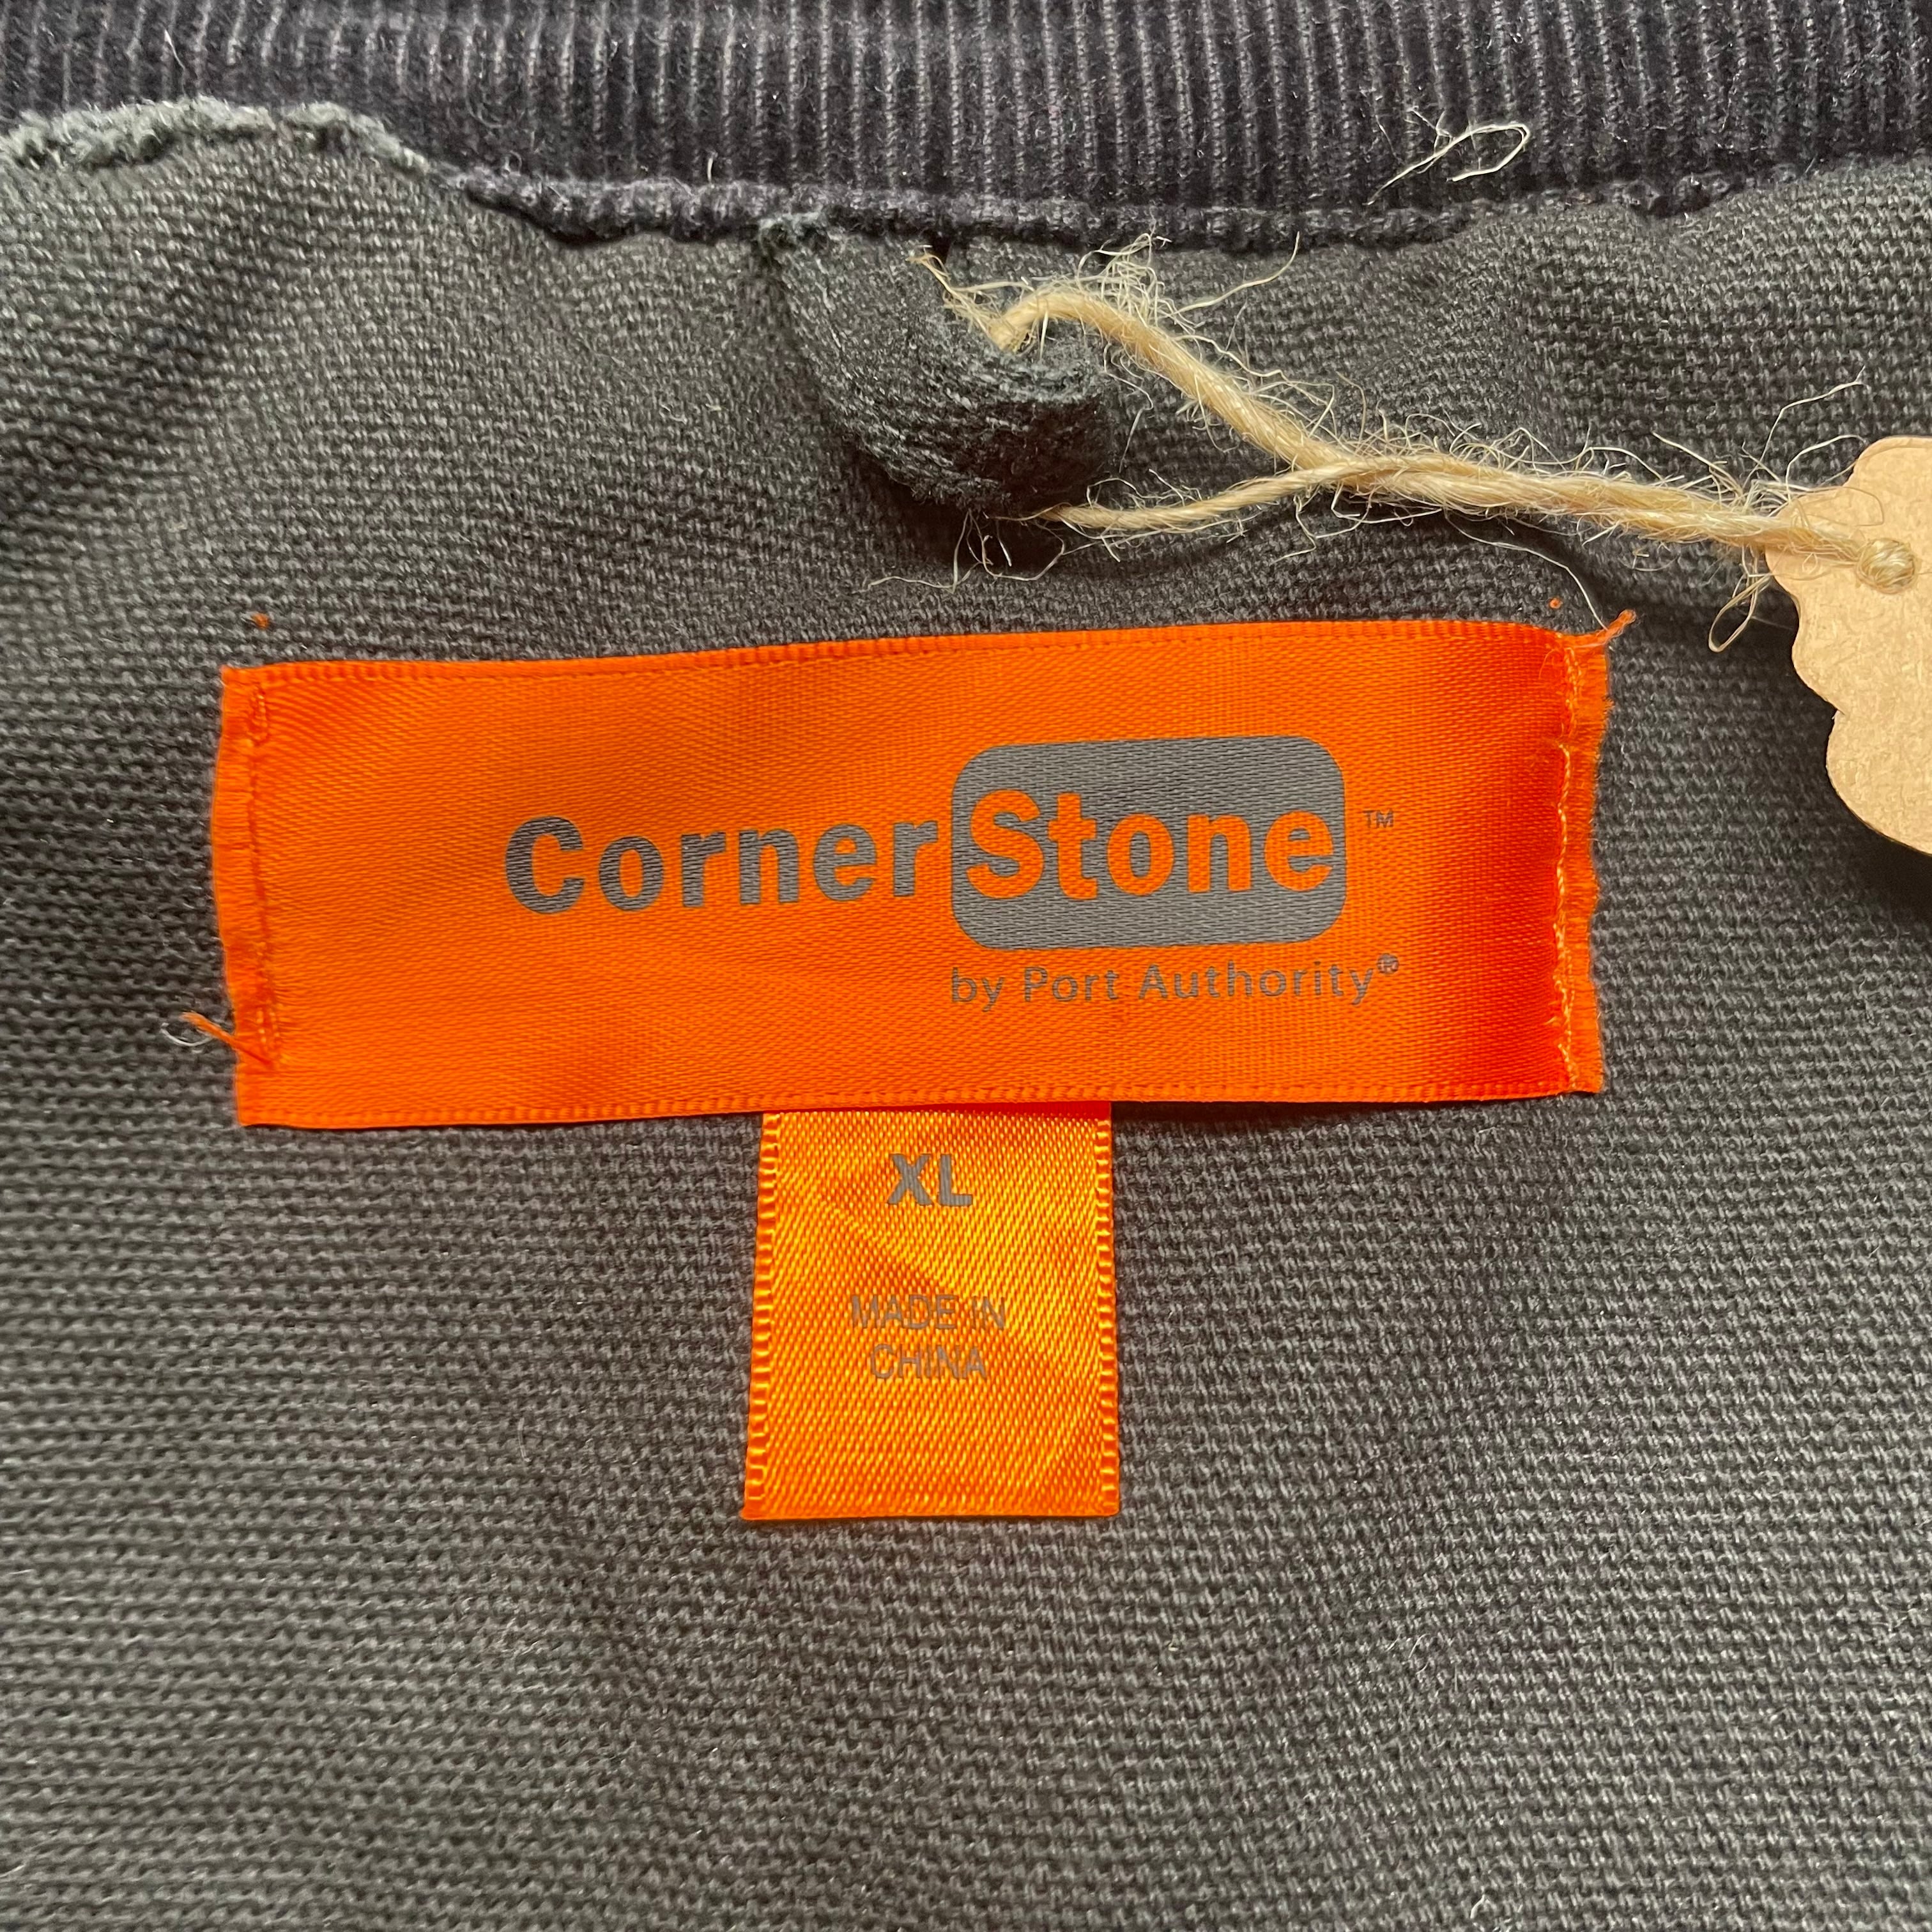 CornerStone™
by Port Authority®
XL
MADE IN
CHINA